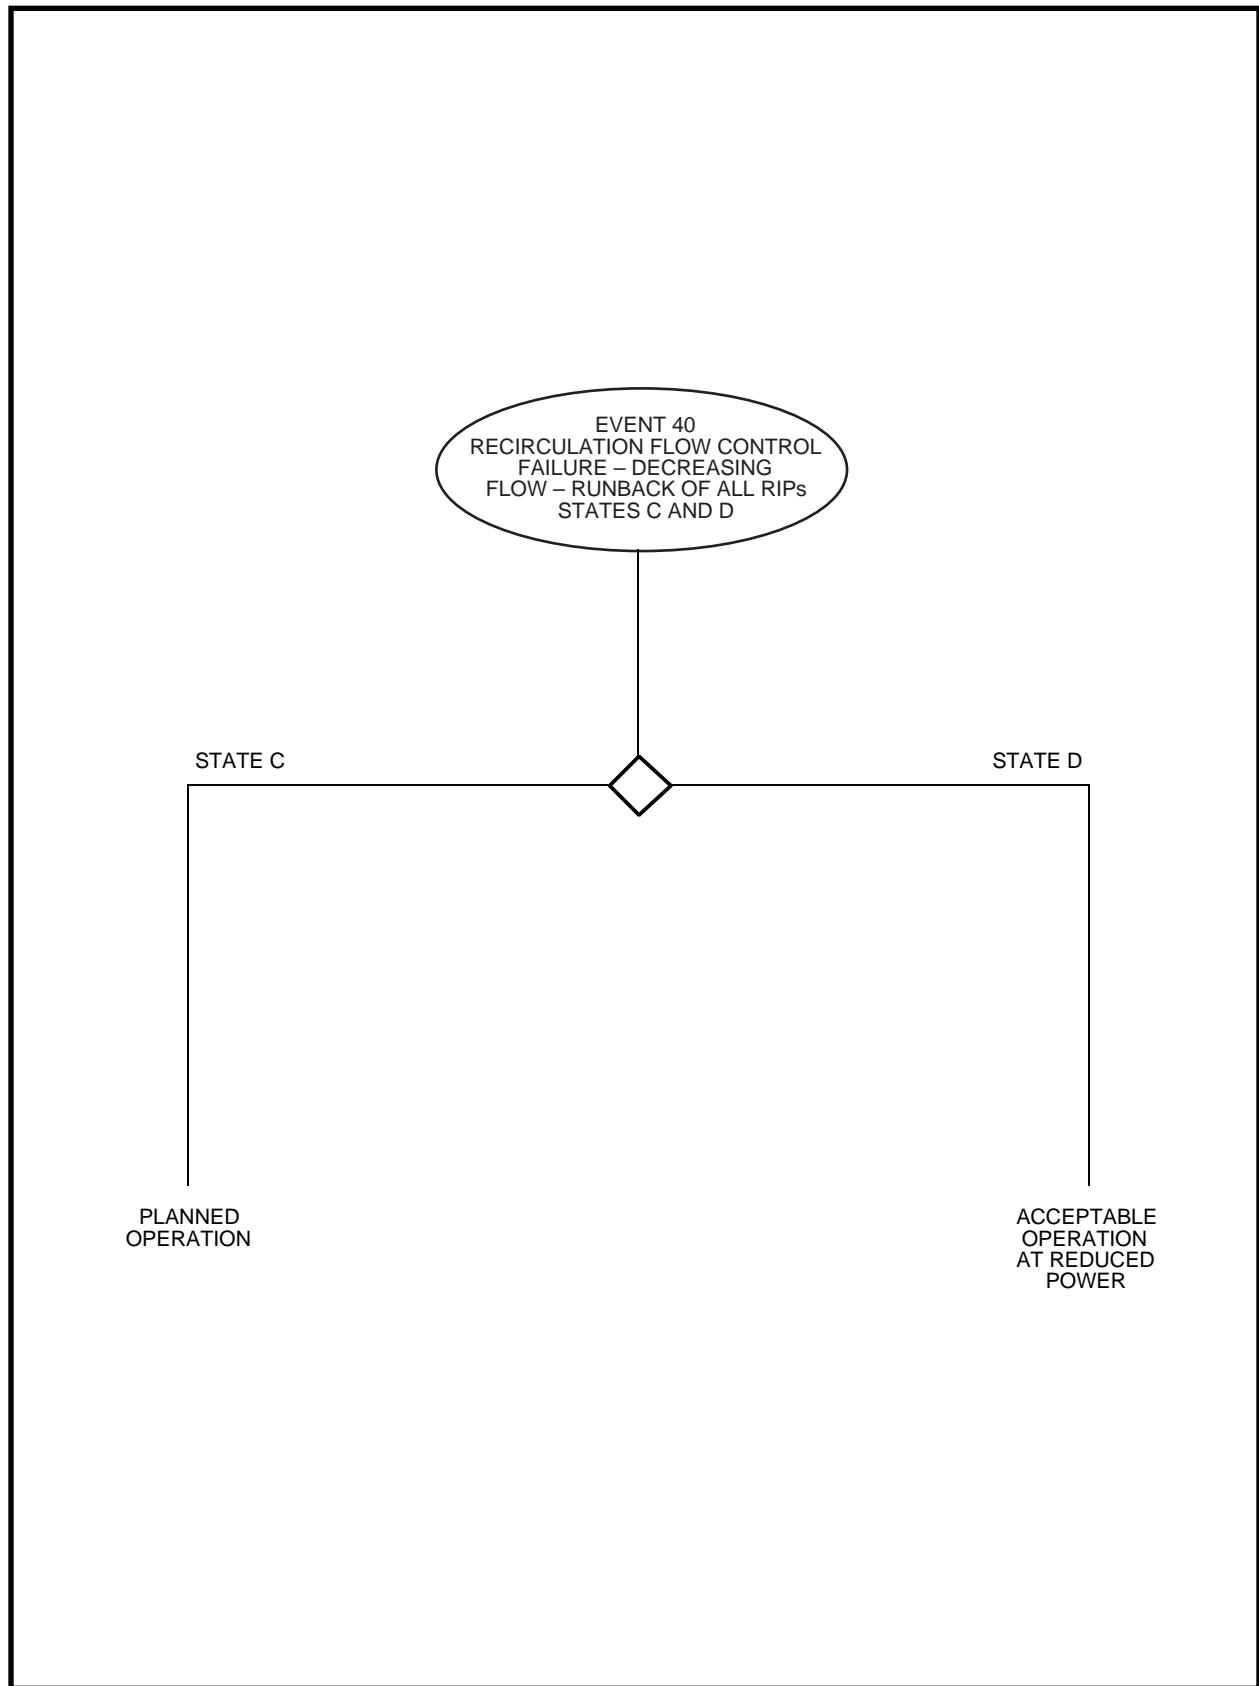 EVENT 40
RECIRCULATION FLOW CONTROL
FAILURE – DECREASING
FLOW – RUNBACK OF ALL RIPs
STATES C AND D
STATE C
STATE D
PLANNED
OPERATION
ACCEPTABLE
OPERATION
AT REDUCED
POWER